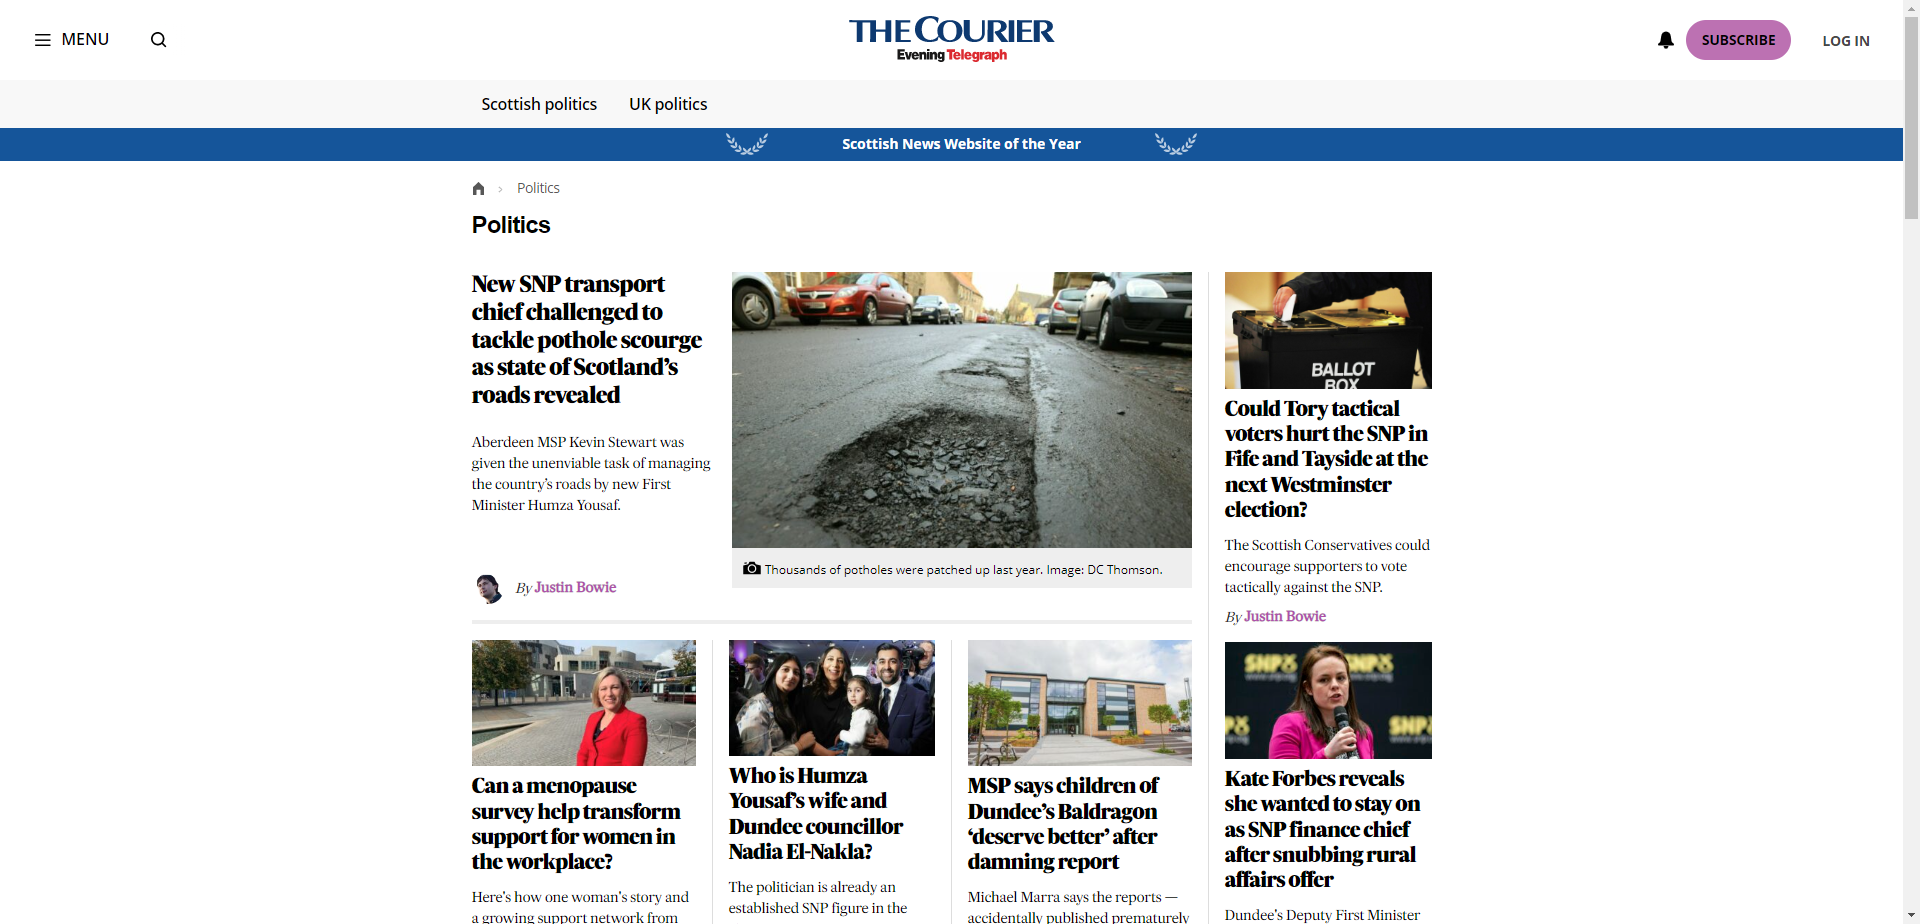 MENU
THE COURIER
Evening Telegraph
SUBSCRIBE
LOG IN
Scottish politics
UK politics
Scottish News Website of the Year
Politics
Politics
New SNP transport
chief challenged to
tackle pothole scourge
as state of Scotland's
roads revealed
Aberdeen MSP Kevin Stewart was
given the unenviable task of managing
the country's roads by new First
Minister Humza Yousaf.
By Justin Bowie
Thousands of potholes were patched up last year. Image: DC Thomson.
BALLOT
BOX
Could Tory tactical
voters hurt the SNP in
Fife and Tayside at the
next Westminster
election?
The Scottish Conservatives could
encourage supporters to vote
tactically against the SNP.
By Justin Bowie
Can a menopause
survey help transform
support for women in
the workplace?
Here's how one woman's story and
a growing support network from
Who is Humza
Yousaf's wife and
Dundee councillor
Nadia El-Nakla?
The politician is already an
established SNP figure in the
MSP says children of
Dundee's Baldragon
'deserve better' after
damning report
Michael Marra says the reports —
accidentally published prematurely
SNP
SNP
SNP
Kate Forbes reveals
she wanted to stay on
as SNP finance chief
after snubbing rural
affairs offer
Dundee's Deputy First Minister